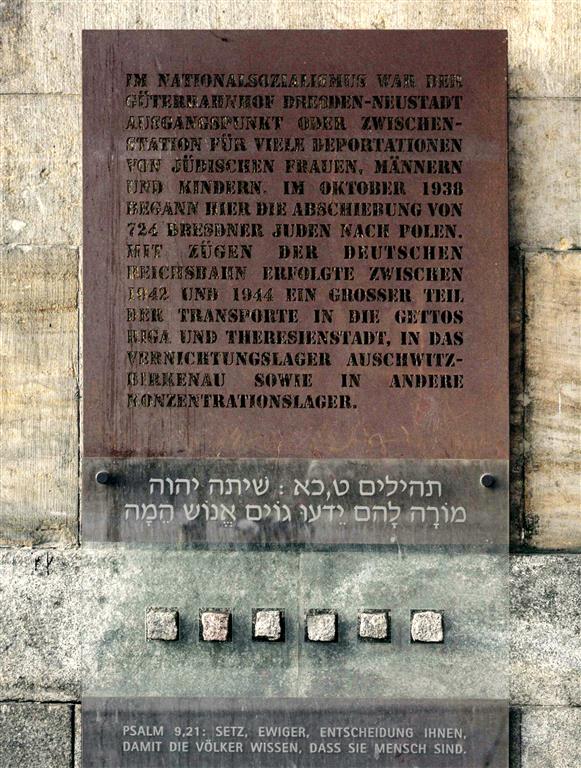 IM NATIONALSOZIALISMUS WAR DER
GÜTERBAHNHOF DRESDEN-NEUSTADT
AUSGANGSPUNKT ODER ZWISCHEN-
STATION FÜR VIELE DEPORTATIONEN
VON JÜDISCHEN FRAUEN, MÄNNERN
UND KINDERN. IM OKTOBER 1938
BEGANN HIER DIE ABSCHIEBUNG VON
724 DRESDNER JUDEN NACH POLEN.
MIT ZÜGEN DER DEUTSCHEN
REICHSBAHN ERFOLGTE ZWISCHEN
1942 UND 1944 EIN GROSSER TEIL
DER TRANSPORTE IN DIE GETTOS
RIGA UND THERESIENSTADT, IN DAS
VERNICHTUNGSLAGER AUSCHWITZ-
BIRKENAU SOWIE IN ANDERE
KONZENTRATIONSLAGER.
תהילים ט,כא : שׁיתה יהוה
מוֹרָה לָהֶם יֵדעוּ גוֹיִם אֱנוֹשׁ הֵמָה
PSALM 9,21: SETZ, EWIGER, ENTSCHEIDUNG IHNEN,
DAMIT DIE VÖLKER WISSEN, DASS SIE MENSCH SIND.